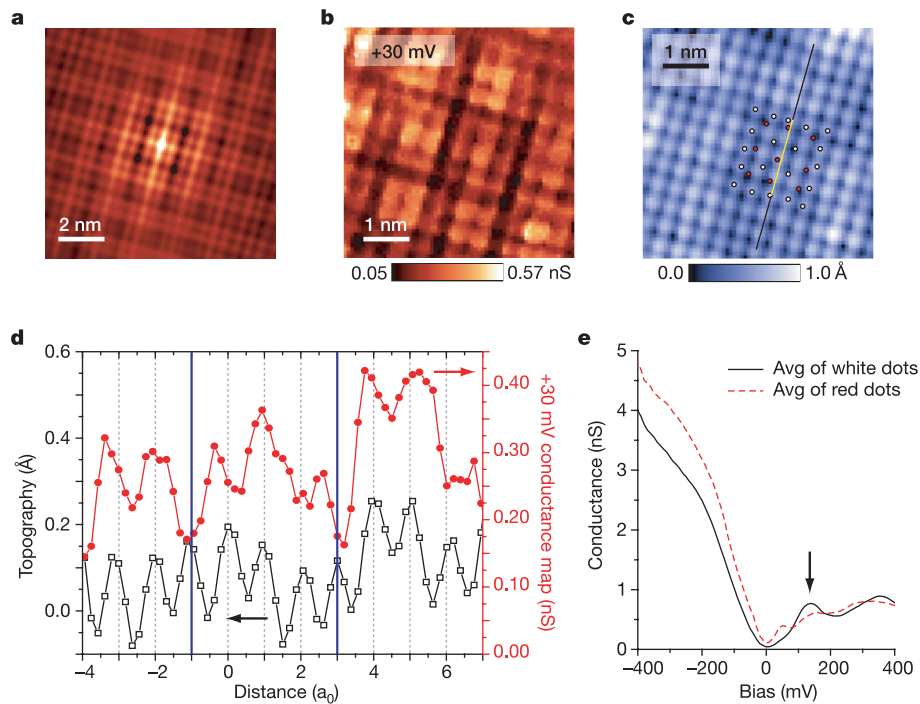 a
2 nm
b
+30 mV
1 nm
0.05
0.57 nS
c
1 nm
0.0
1.0 Å
d
0.6
0.4
0.2
0.0
Topography (Å)
−4
−2
0
2
4
6
Distance (a0)
0.40
0.30
0.20
0.10
0.00
+30 mV conductance map (nS)
e
5
4
3
2
1
0
Conductance (nS)
Avg of white dots
Avg of red dots
−400
−200
0
200
400
Bias (mV)